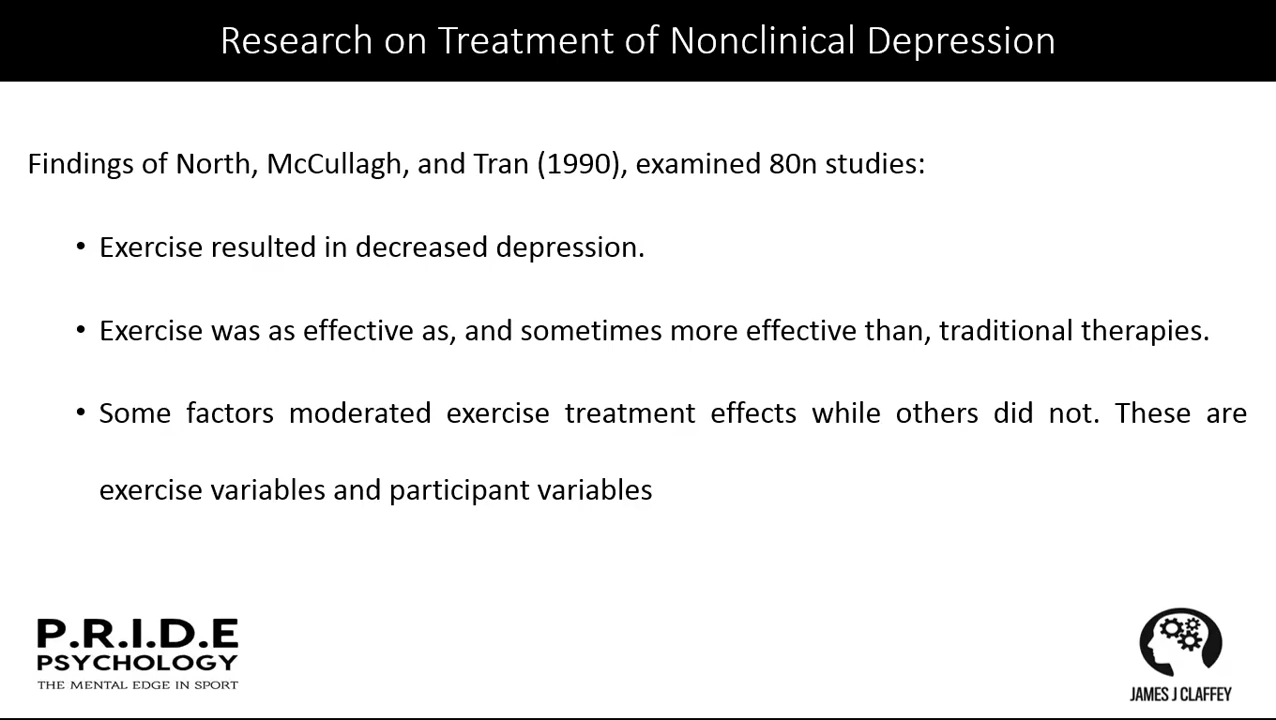 Research on Treatment of Nonclinical Depression
Findings of North, McCullagh, and Tran (1990), examined 80n studies:
• Exercise resulted in decreased depression.
• Exercise was as effective as, and sometimes more effective than, traditional therapies.
• Some factors moderated exercise treatment effects while others did not. These are
exercise variables and participant variables
P.R.I.D.E
PSYCHOLOGY
THE MENTAL EDGE IN SPORT
JAMES J CLAFFEY